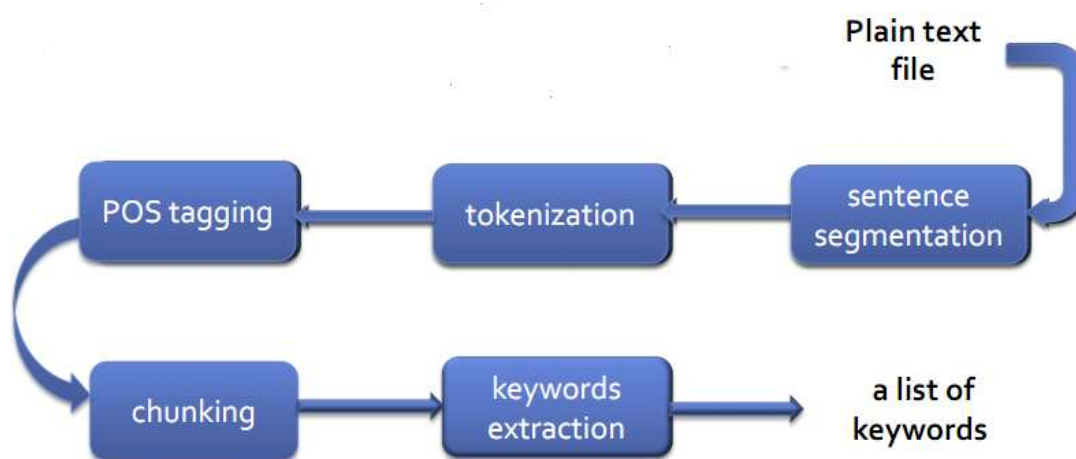 Plain text
file
sentence
segmentation
tokenization
POS tagging
chunking
keywords
extraction
a list of
keywords